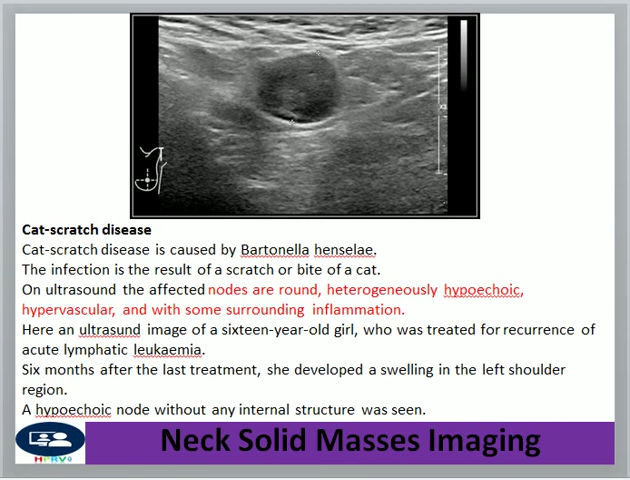 Cat-scratch disease
Cat-scratch disease is caused by Bartonella henselae.
The infection is the result of a scratch or bite of a cat.
On ultrasound the affected nodes are round, heterogeneously hypoechoic,
hypervascular, and with some surrounding inflammation.
Here an ultrasund image of a sixteen-year-old girl, who was treated for recurrence of
acute lymphatic leukaemia.
Six months after the last treatment, she developed a swelling in the left shoulder
region.
A hypoechoic node without any internal structure was seen.
Neck Solid Masses Imaging